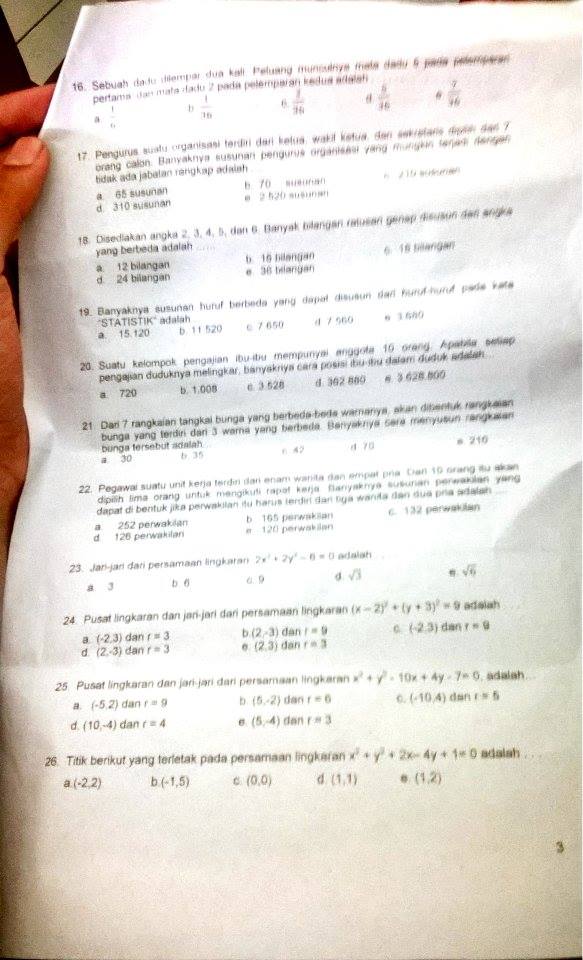 16. Sebuah dadu dilempar dua kali. Peluang munculnya mata dadu 5 pada pelemparan
pertama dan mata dadu 2 pada pelemparan kedua adalah
a. 1/6 b. 1/36 c. 2/36 d. 5/36 e. 7/36
17. Pengurus suatu organisasi terdiri dari ketua, wakil ketua, dan sekretaris dipilih dari 7
orang calon. Banyaknya susunan pengurus organisasi yang mungkin terjadi dengan
tidak ada jabatan rangkap adalah
a. 65 susunan b. 70 susunan c. 210 susunan
d. 310 susunan e. 2.520 susunan
18. Disediakan angka 2, 3, 4, 5, dan 6. Banyak bilangan ratusan genap disusun dari angka
yang berbeda adalah ......
a. 12 bilangan b. 16 bilangan c. 18 bilangan
d. 24 bilangan e. 36 bilangan
19. Banyaknya susunan huruf berbeda yang dapat disusun dari huruf-huruf pada kata
"STATISTIK" adalah
a. 15.120 b. 11.520 c. 7.650 d. 7.560 e.
20. Suatu kelompok pengajian ibu-ibu mempunyai anggota 10 orang. Apabila setiap
pengajian duduknya melingkar, banyaknya cara posisi ibu-ibu dalam duduk adalah...
a. 720 b. 1.008 c. 3.528 d. 362.880 e. 3.628.800
21. Dari 7 rangkaian tangkai bunga yang berbeda-beda warnanya, akan dibentuk rangkaian
bunga yang terdiri dari 3 warna yang berbeda. Banyaknya cara menyusun rangkaian
bunga tersebut adalah...
a. 30 b. 35 c. 42 d. 70 e. 210
22. Pegawai suatu unit kerja terdiri dari enam wanita dan empat pria. Dari 10 orang itu akan
dipilih lima orang untuk mengikuti rapat kerja. Banyaknya susunan perwakilan yang
dapat di bentuk jika perwakilan itu harus terdiri dari tiga wanita dan dua pria adalah ....
a. 252 perwakilan b. 165 perwakilan c. 132 perwakilan
d. 126 perwakilan e. 120 perwakilan
23. Jari-jari dari persamaan lingkaran 2x² + 2y² - 6 = 0 adalah . . .
a. 3 b. 6 c. 9 d. √3 e. √6
24. Pusat lingkaran dan jari-jari dari persamaan lingkaran (x - 2)² + (y + 3)² = 9 adalah . . .
a. (-2,3) dan r = 3 b.(2,-3) dan r = 9 c. (-2,3) dan r = 9
d. (2,-3) dan r = 3 e. (2,3) dan r = 3
25. Pusat lingkaran dan jari-jari dari persamaan lingkaran x² + y² - 10x + 4y - 7= 0, adalah...
a. (-5,2) dan r = 9 b. (5,-2) dan r = 6 c. (-10,4) dan r = 5
d. (10,-4) dan r = 4 e. (5,-4) dan r = 3
26. Titik berikut yang terletak pada persamaan lingkaran x² + y² + 2x- 4y + 1= 0 adalah . . .
a.(-2,2) b.(-1,5) c. (0,0) d. (1,1) e. (1,2)
3